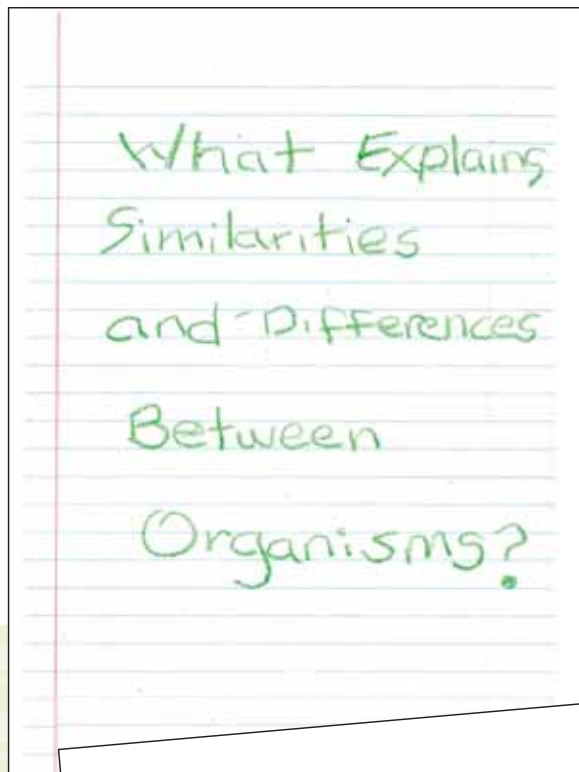 What Explains
Similarities
and Differences
Between
Organisms?